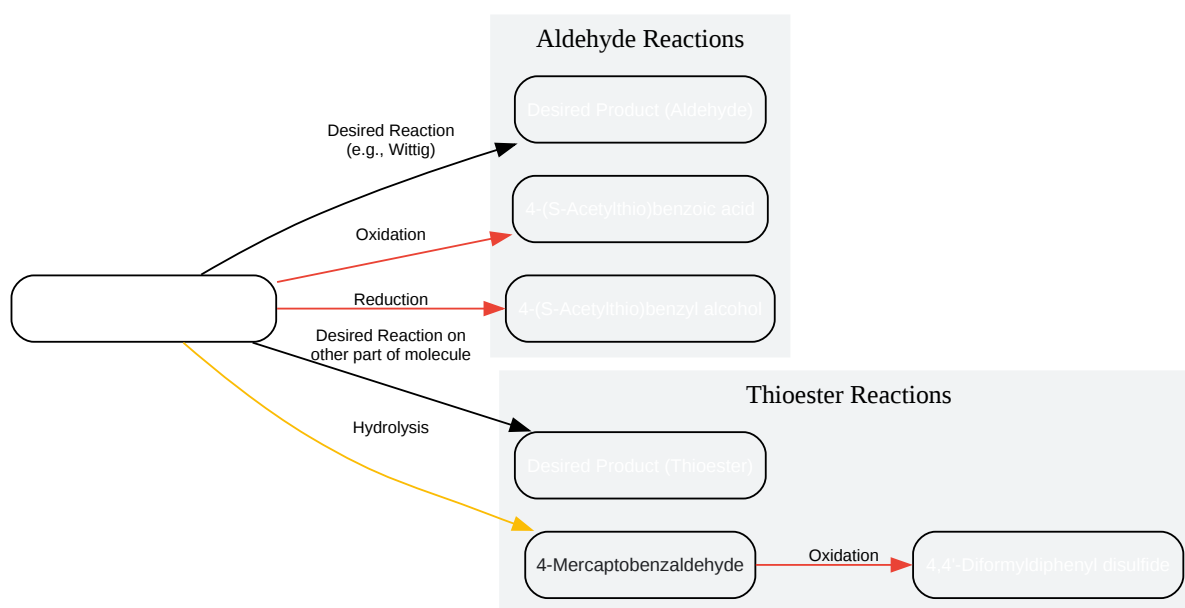 Aldehyde Reactions
Desired Product (Aldehyde)
Desired Reaction
(e.g., Wittig)
4-(S-Acetylthio)benzoic acid
Oxidation
Reduction
4-(S-Acetylthio)benzyl alcohol
Desired Reaction on
other part of molecule
Thioester Reactions
Hydrolysis
Desired Product (Thioester)
4-Mercaptobenzaldehyde
Oxidation
4,4'-Diformyldiphenyl disulfide